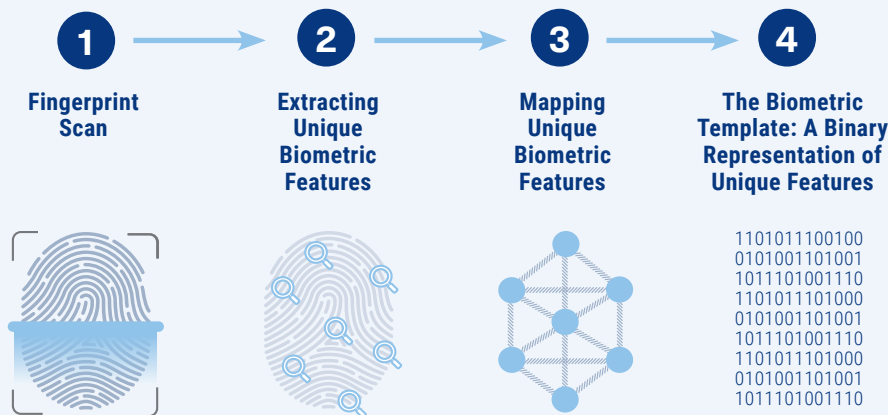 1
2
3
4
Fingerprint
Scan
Extracting
Unique
Biometric
Features
Mapping
Unique
Biometric
Features
The Biometric
Template: A Binary
Representation of
Unique Features
1101011100100
0101001101001
1011101001110
1101011101000
0101001101001
1011101001110
1101011101000
0101001101001
1011101001110